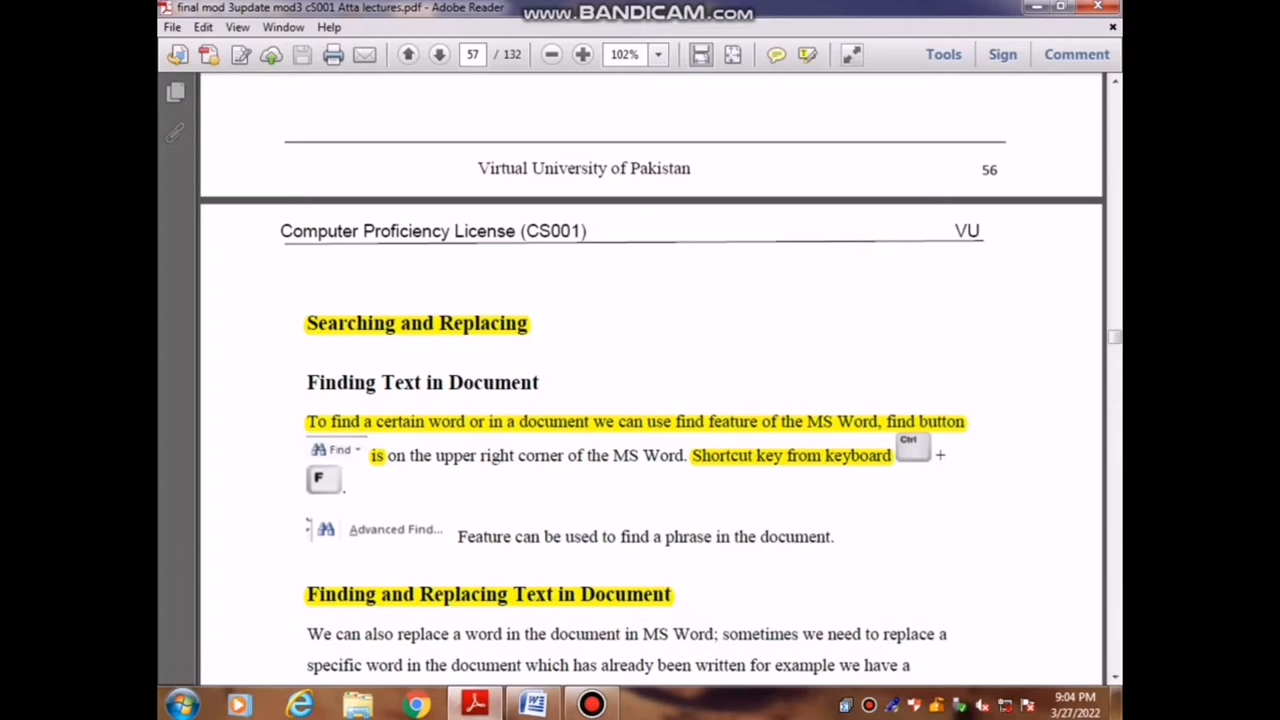 final mod 3update mod3 cS001 Atta lectures.pdf - Adobe Reader
www.BANDICAM.com
File Edit View Window Help
57 / 132 102% Tools Sign Comment
Virtual University of Pakistan 56
Computer Proficiency License (CS001) VU
Searching and Replacing
Finding Text in Document
To find a certain word or in a document we can use find feature of the MS Word, find button
Find is on the upper right corner of the MS Word. Shortcut key from keyboard Ctrl +
F.
Advanced Find... Feature can be used to find a phrase in the document.
Finding and Replacing Text in Document
We can also replace a word in the document in MS Word; sometimes we need to replace a
specific word in the document which has already been written for example we have a
9:04 PM
3/27/2022